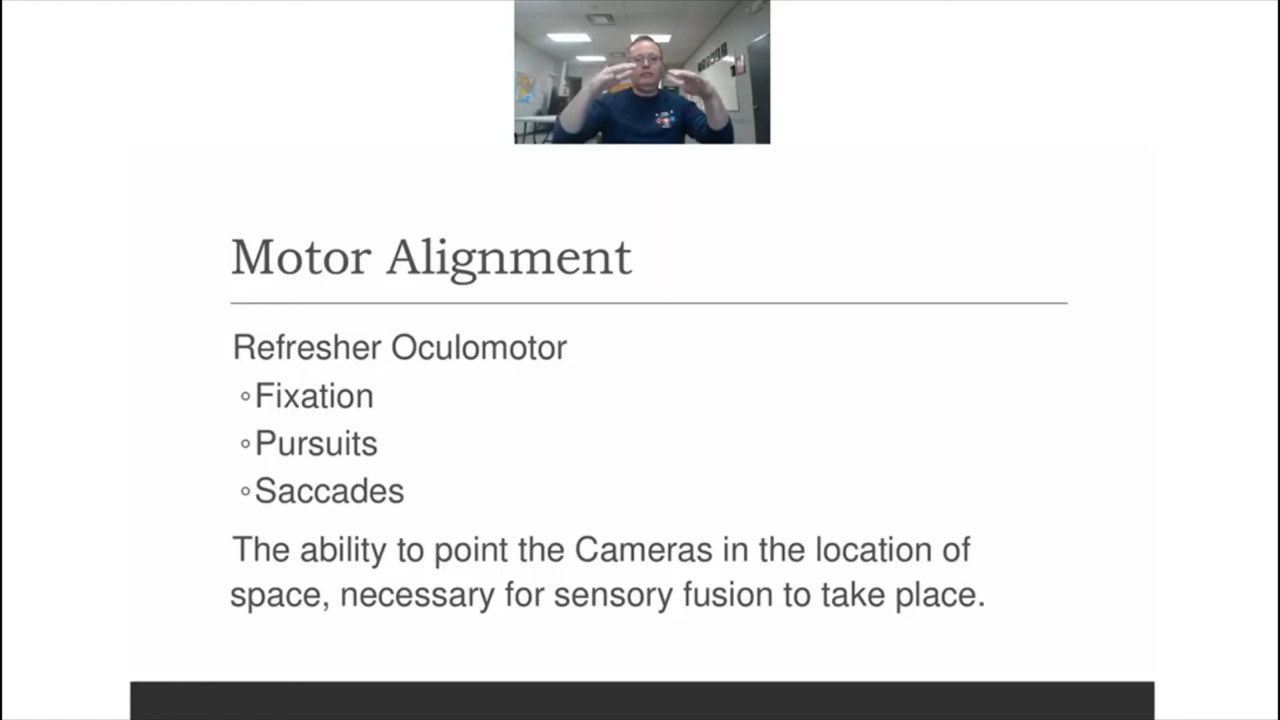 Motor Alignment
Refresher Oculomotor
◦Fixation
◦Pursuits
◦Saccades
The ability to point the Cameras in the location of
space, necessary for sensory fusion to take place.